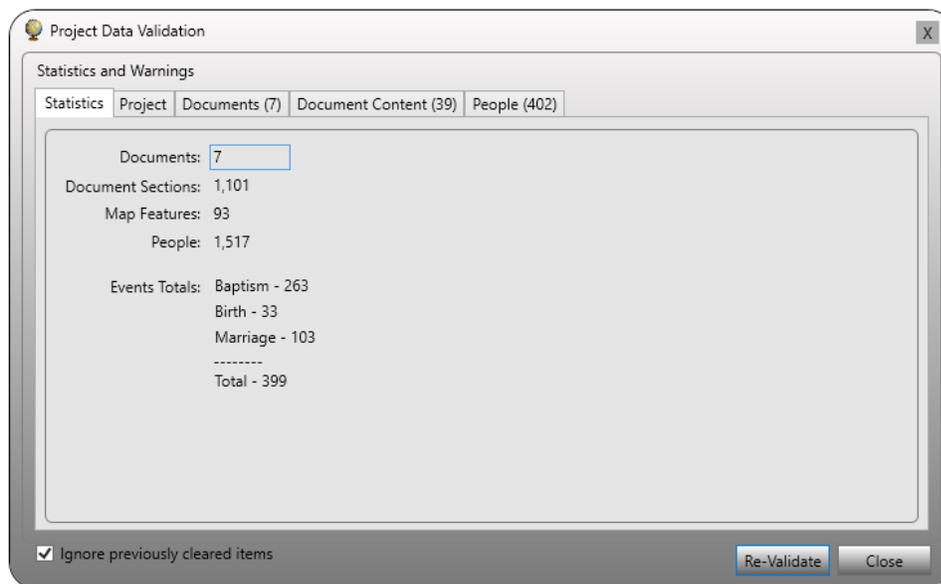 Project Data Validation
X
Statistics and Warnings
Statistics Project Documents (7) Document Content (39) People (402)
Documents: 7
Document Sections: 1,101
Map Features: 93
People: 1,517
Events Totals: Baptism - 263
Birth - 33
Marriage - 103
--------
Total - 399
Ignore previously cleared items
Re-Validate Close